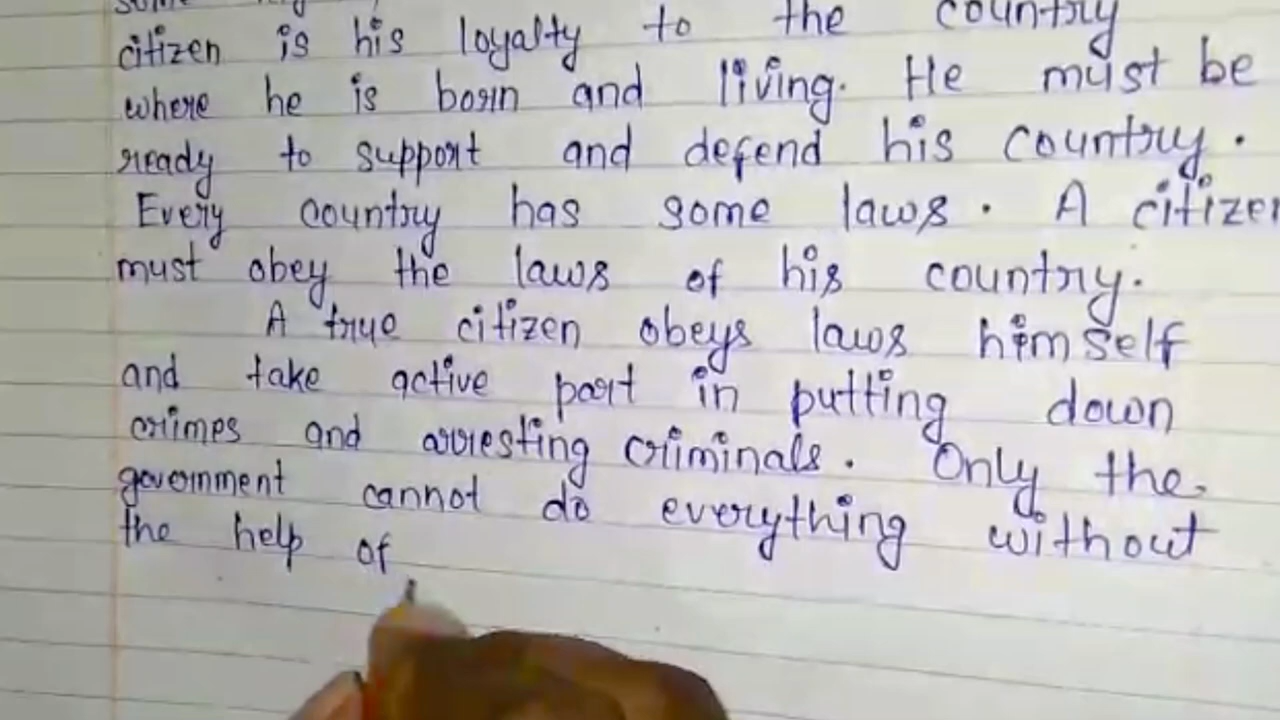 citizen is his loyalty to the country
where he is born and living. He must be
ready to support and defend his country.
Every country has some laws. A citizen
must obey the laws of his country.
A true citizen obeys laws himself
and take active part in putting down
crimes and arresting criminals. Only the
government cannot do everything without
the help of